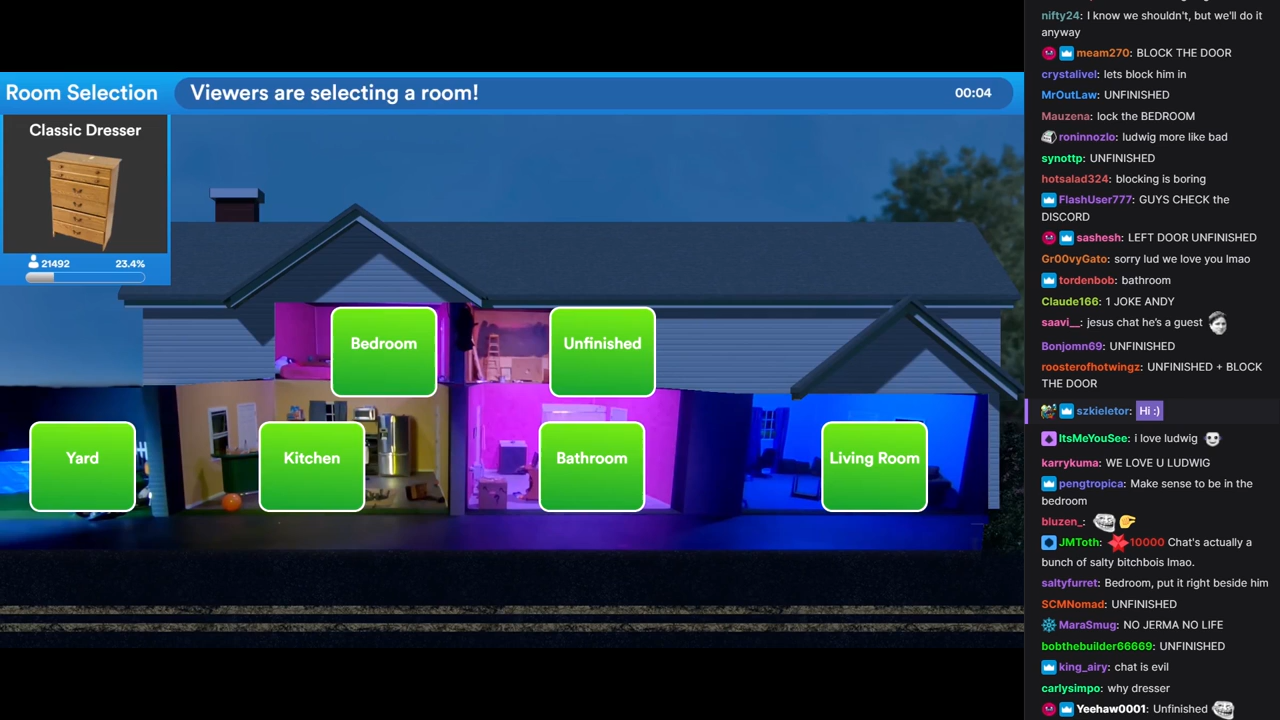 Room Selection
Viewers are selecting a room!
00:04
Classic Dresser
21492
23.4%
Bedroom
Unfinished
Yard
Kitchen
Bathroom
Living Room
nifty24: I know we shouldn't, but we'll do it
anyway
meam270: BLOCK THE DOOR
crystalivel: lets block him in
MrOutLaw: UNFINISHED
Mauzena: lock the BEDROOM
roninnozlo: ludwig more like bad
synottp: UNFINISHED
hotsalad324: blocking is boring
FlashUser777: GUYS CHECK the
DISCORD
sashesh: LEFT DOOR UNFINISHED
Gr00vyGato: sorry lud we love you lmao
tordenbob: bathroom
Claude166: 1 JOKE ANDY
saavi__: jesus chat he's a guest
Bonjomn69: UNFINISHED
roosterofhotwingz: UNFINISHED + BLOCK
THE DOOR
szkieletor: Hi :)
ItsMeYouSee: i love ludwig
karrykuma: WE LOVE U LUDWIG
pengtropica: Make sense to be in the
bedroom
bluzen_:
JMToth: 10000 Chat's actually a
bunch of salty bitchbois lmao.
saltyfurret: Bedroom, put it right beside him
SCMNomad: UNFINISHED
MaraSmug: NO JERMA NO LIFE
bobthebuilder66669: UNFINISHED
king_airy: chat is evil
carlysimpo: why dresser
Yeehaw0001: Unfinished